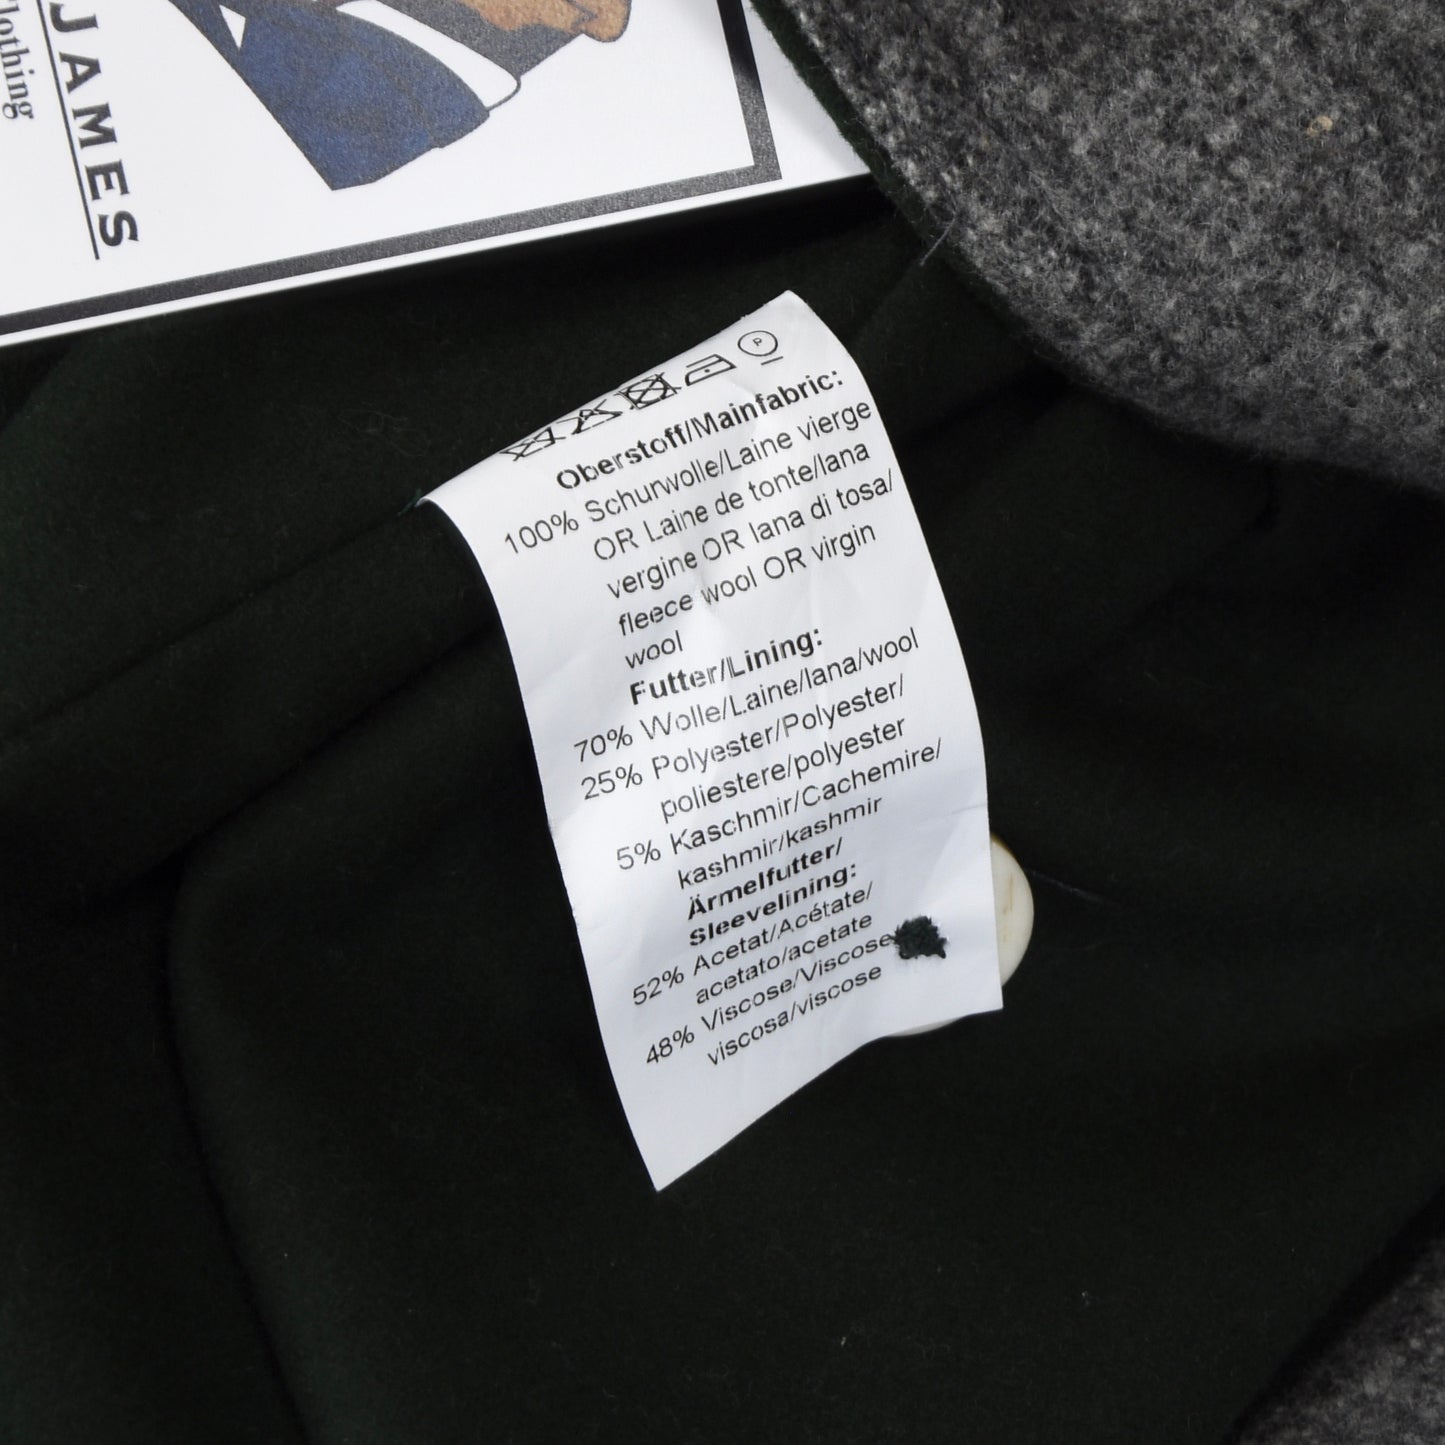 JAMES
lothing
P
Oberstoff/Mainfabric:
100% Schurwolle/Laine vierge
OR Laine de tonte/lana
vergine OR lana di tosa/
fleece wool OR virgin
wool
Futter/Lining:
70% Wolle/Laine/lana/wool
25% Polyester/Polyester/
poliestere/polyester
5% Kaschmir/Cachemire/
kashmir/kashmir
Ärmelfutter/
Sleevelining:
52% Acetat/Acétate/
acetato/acetate
48% Viscose/Viscose
viscosa/viscose